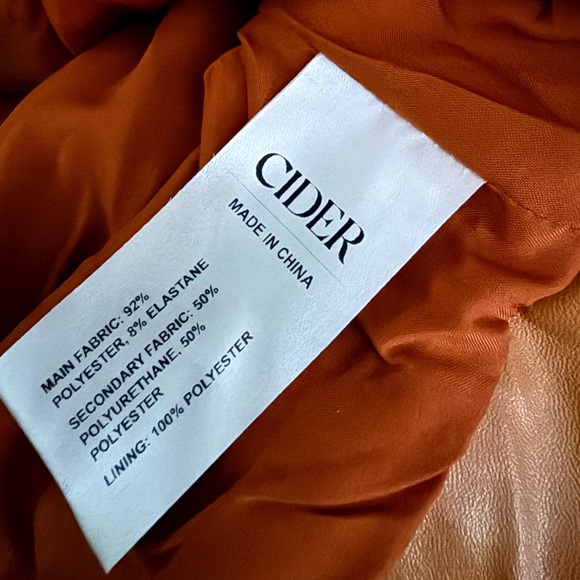 CIDER
MADE IN CHINA
MAIN FABRIC: 92%
POLYESTER, 8% ELASTANE
SECONDARY FABRIC: 50%
POLYURETHANE, 50%
POLYESTER
LINING: 100% POLYESTER